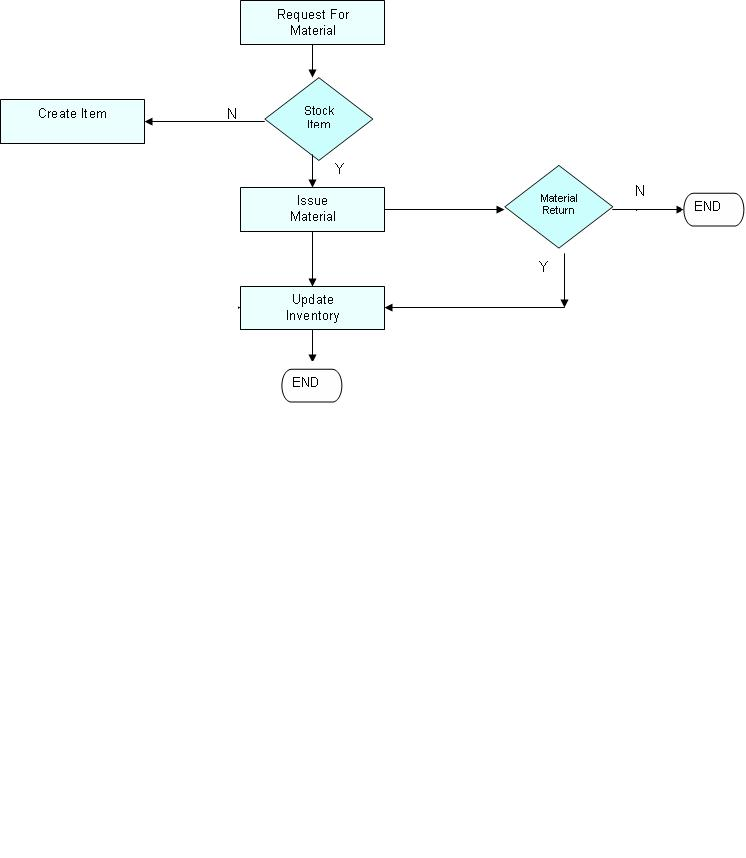 Request For
Material
Stock
Item
N
Create Item
Y
Issue
Material
Material
Return
N
END
Y
Update
Inventory
END